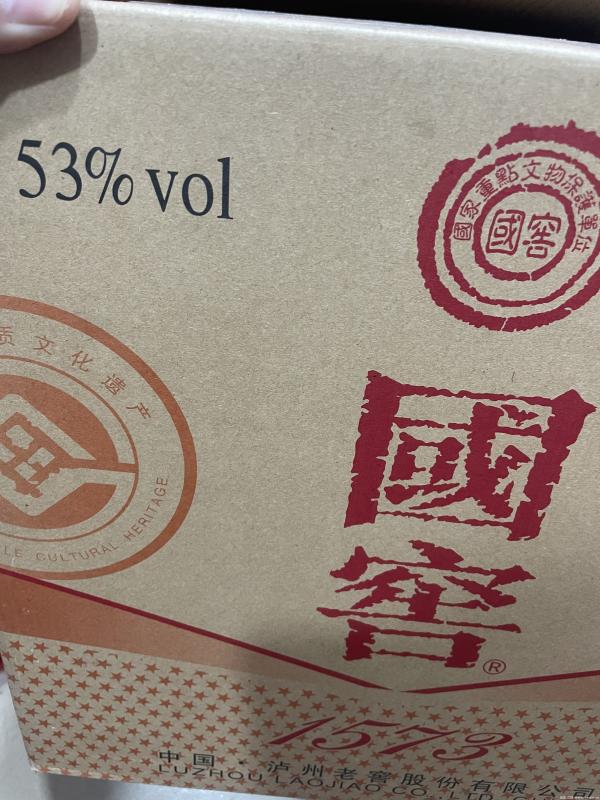 53% vol
國家重點文物保護單位
國窖
质文化遗产
LE CULTURAL HERITAGE
國
窖
®
1573
中国·泸州老窖股份有限公司
LUZHOU LAOJIAO CO., LTD